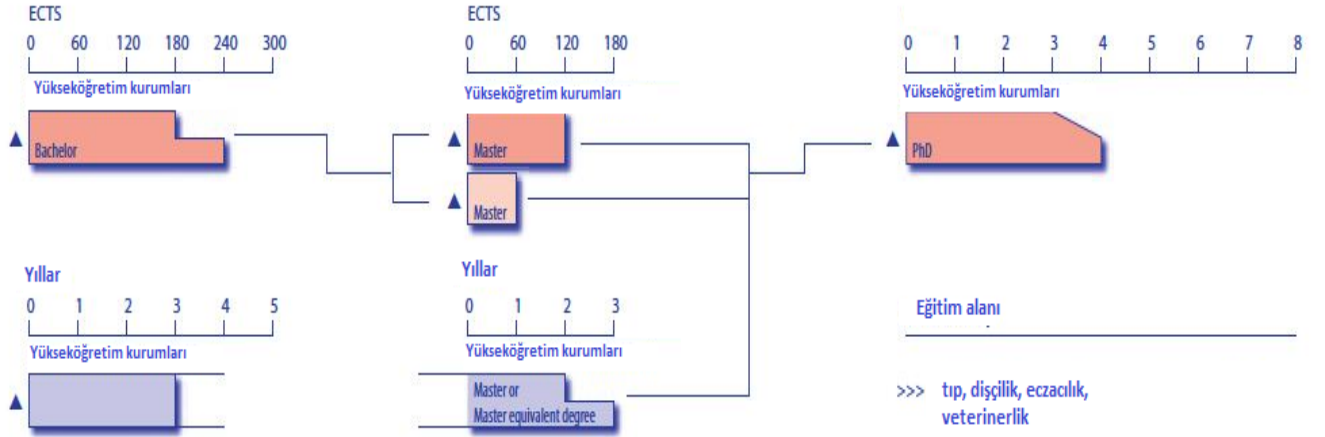 ECTS
0 60 120 180 240 300
Yükseköğretim kurumları
Bachelor
ECTS
0 60 120 180
Yükseköğretim kurumları
Master
Master
0 1 2 3 4 5 6 7 8
Yükseköğretim kurumları
PhD
Yıllar
0 1 2 3 4 5
Yükseköğretim kurumları
Yıllar
0 1 2 3
Yükseköğretim kurumları
Master or
Master equivalent degree
Eğitim alanı
>>> tıp, dişçilik, eczacılık,
veterinerlik